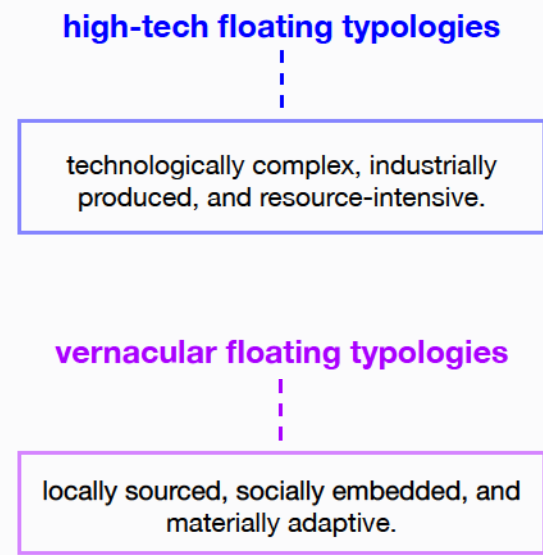 high-tech floating typologies
technologically complex, industrially
produced, and resource-intensive.
vernacular floating typologies
locally sourced, socially embedded, and
materially adaptive.